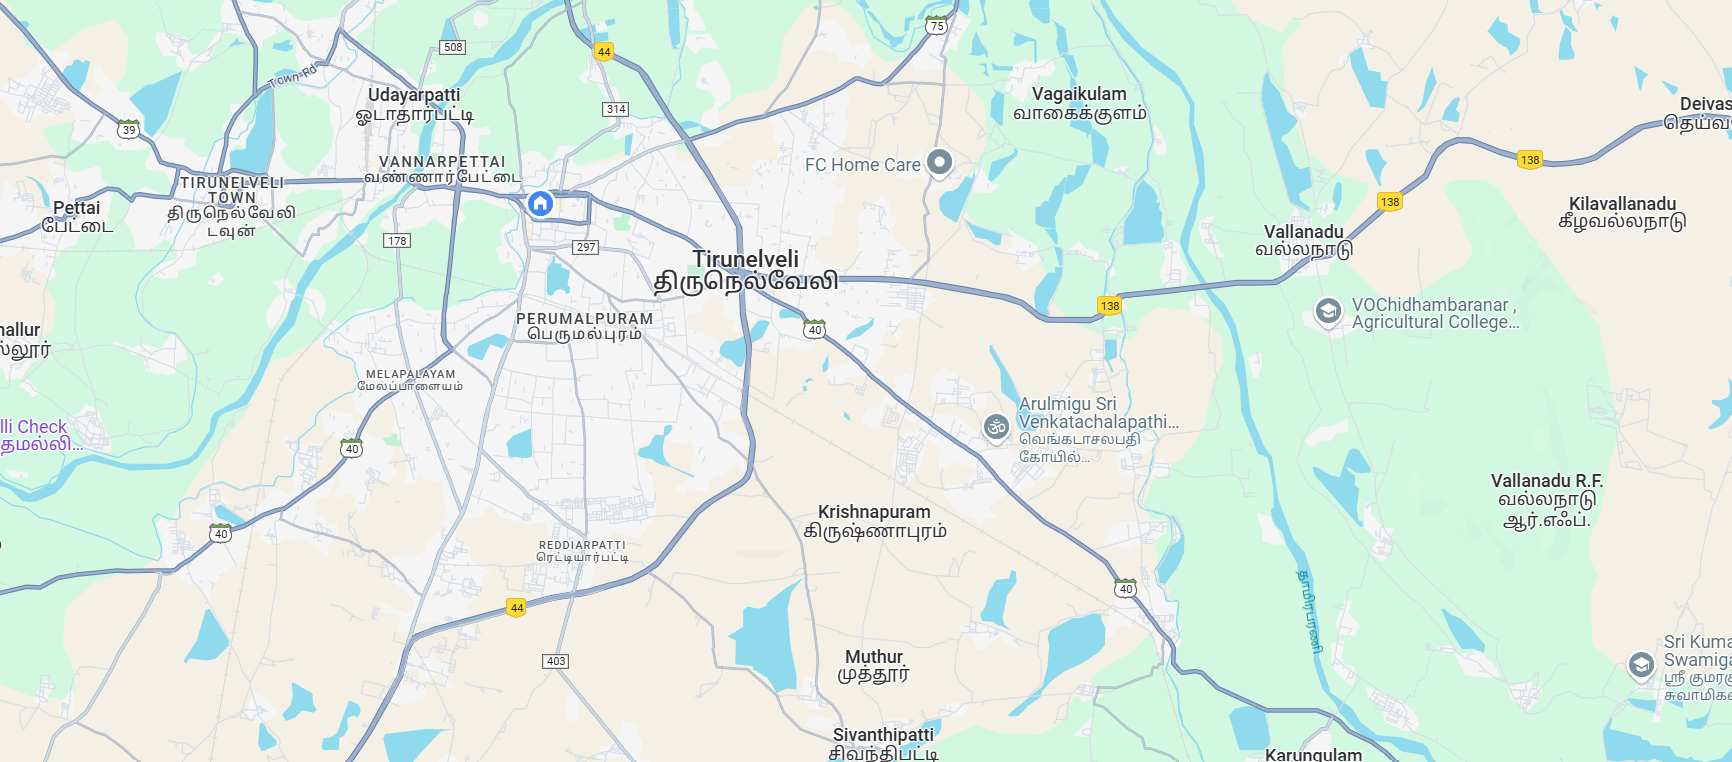 75
44
508
Town Rd
Udayarpatti
ஓடாதார்பட்டி
314
39
Vagaikulam
வாகைக்குளம்
138
FC Home Care
VANNARPETTAI
வண்ணார்பேட்டை
TIRUNELVELI
TOWN
திருநெல்வேலி
டவுன்
Pettai
பேட்டை
138
Kilavallanadu
கீழவல்லநாடு
Vallanadu
வல்லநாடு
178
297
Tirunelveli
திருநெல்வேலி
138
VOChidhambaranar ,
Agricultural College...
PERUMALPURAM
பெருமல்புரம்
40
MELAPALAYAM
மேலப்பாளையம்
Arulmigu Sri
Venkatachalapathi...
வெங்கடாசலபதி
கோயில்...
lli Check
தமல்லி...
40
Vallanadu R.F.
வல்லநாடு
ஆர்.எஃப்.
Krishnapuram
கிருஷ்ணாபுரம்
40
REDDIARPATTI
ரெட்டியார்பட்டி
40
44
தாமிரபரணி
403
Muthur
முத்தூர்
Sri Kuma
Swamiga
ஸ்ரீ குமரகு
சுவாமிகள்
Sivanthipatti
சிவந்திபட்டி
Karungulam